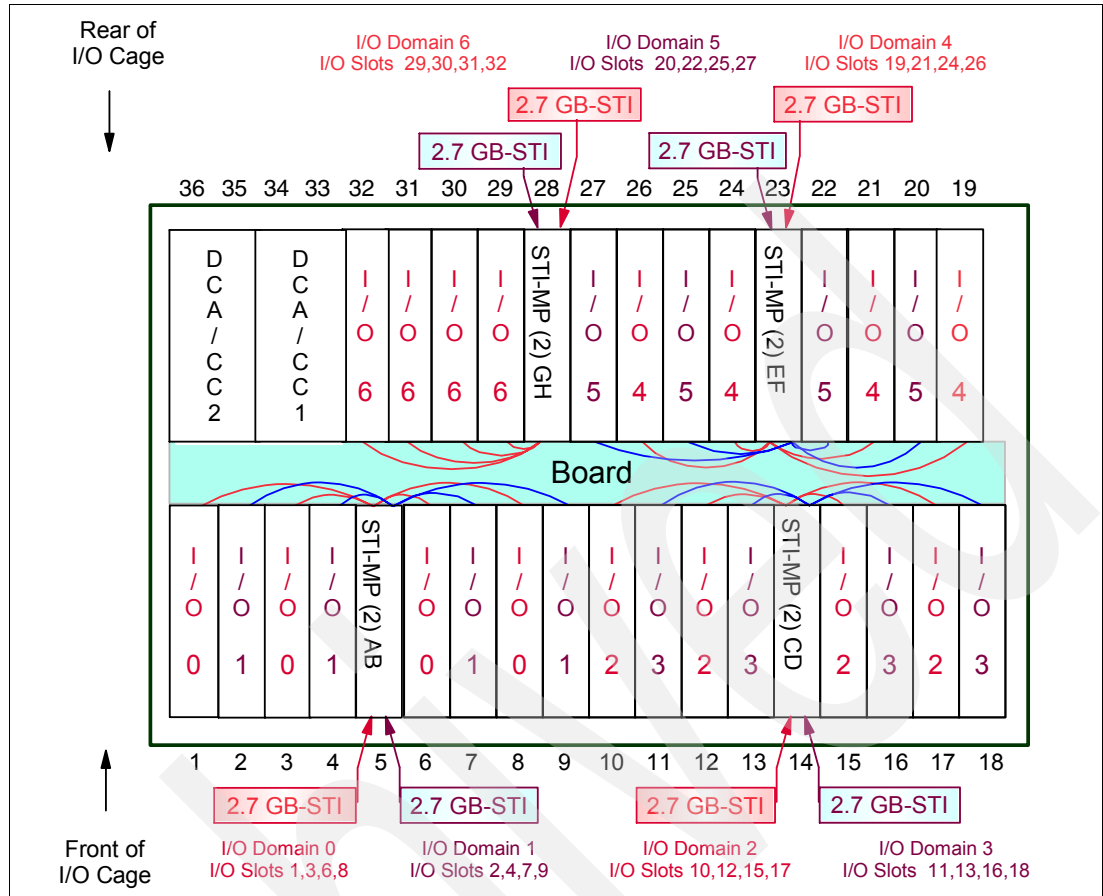 Rear of
I/O Cage
I/O Domain 6
I/O Slots 29,30,31,32
I/O Domain 5
I/O Slots 20,22,25,27
I/O Domain 4
I/O Slots 19,21,24,26
2.7 GB-STI
2.7 GB-STI
2.7 GB-STI
2.7 GB-STI
36 35 34 33 32 31 30 29 28 27 26 25 24 23 22 21 20 19
DCA/CC2
DCA/CC1
I/O 6
I/O 6
I/O 6
I/O 6
STI-MP (2) GH
I/O 5
I/O 4
I/O 5
I/O 4
STI-MP (2) EF
I/O 5
I/O 4
I/O 5
I/O 4
Board
I/O 0
I/O 1
I/O 0
I/O 1
STI-MP (2) AB
I/O 0
I/O 1
I/O 0
I/O 1
I/O 2
I/O 3
I/O 2
I/O 3
STI-MP (2) CD
I/O 2
I/O 3
I/O 2
I/O 3
1 2 3 4 5 6 7 8 9 10 11 12 13 14 15 16 17 18
2.7 GB-STI
2.7 GB-STI
2.7 GB-STI
2.7 GB-STI
Front of
I/O Cage
I/O Domain 0
I/O Slots 1,3,6,8
I/O Domain 1
I/O Slots 2,4,7,9
I/O Domain 2
I/O Slots 10,12,15,17
I/O Domain 3
I/O Slots 11,13,16,18